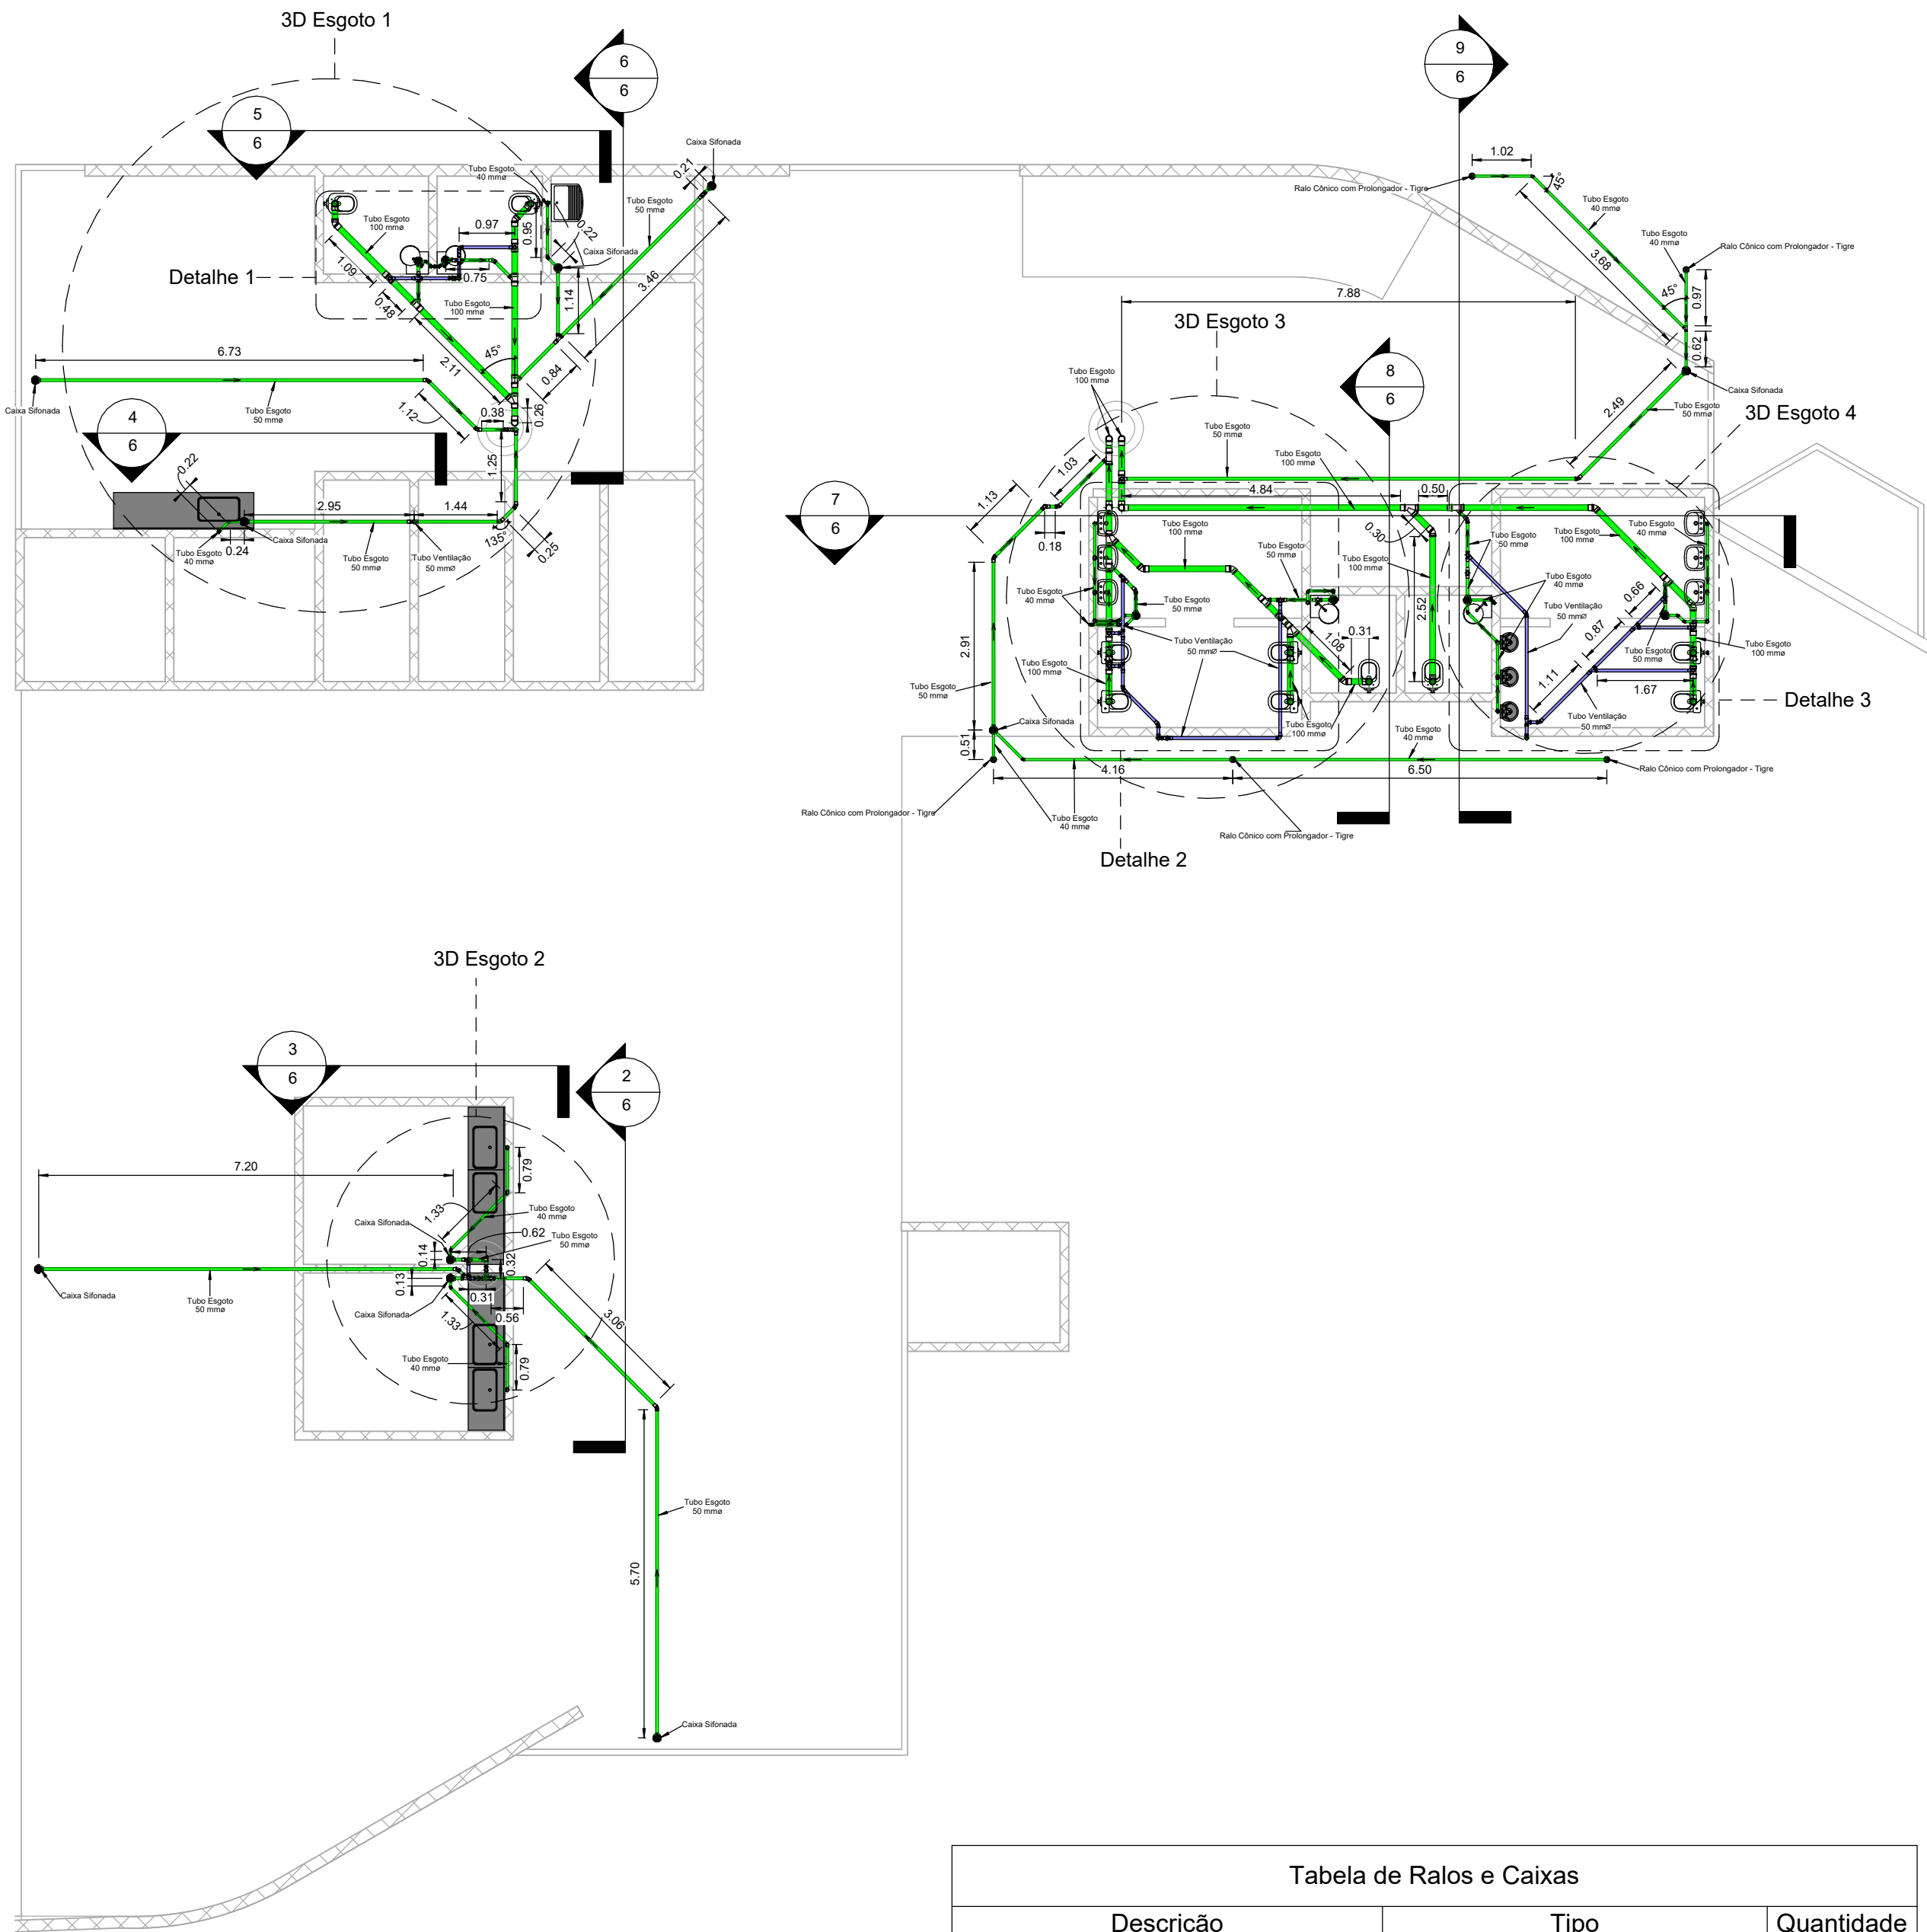 3D Esgoto 1
6
6
9
6
5
6
Caixa Sifonada
0.21
1.02
Tubo Esgoto
40 mmø
Ralo Cônico com Prolongador - Tigre
45°
Tubo Esgoto
50 mmø
Tubo Esgoto
40 mmø
Tubo Esgoto
100 mmø
0.97
0.95
0.22
Caixa Sifonada
Tubo Esgoto
40 mmø
Ralo Cônico com Prolongador - Tigre
3.68
Detalhe 1
1.09
0.75
3.46
0.48
Tubo Esgoto
100 mmø
1.14
7.88
45°
0.97
3D Esgoto 3
6.73
45°
2.11
0.84
0.62
8
6
Tubo Esgoto
100 mmø
Caixa Sifonada
Caixa Sifonada
Tubo Esgoto
50 mmø
1.12
0.38
0.26
2.49
Tubo Esgoto
50 mmø
3D Esgoto 4
4
6
Tubo Esgoto
50 mmø
Tubo Esgoto
100 mmø
0.22
1.25
1.03
1.13
4.84
0.50
7
6
2.95
1.44
135°
0.25
0.18
0.30
Tubo Esgoto
100 mmø
Tubo Esgoto
50 mmø
Tubo Esgoto
100 mmø
Tubo Esgoto
50 mmø
Tubo Esgoto
100 mmø
Tubo Esgoto
40 mmø
Tubo Esgoto
40 mmø
0.24
Caixa Sifonada
Tubo Esgoto
50 mmø
Tubo Ventilação
50 mmØ
Tubo Esgoto
40 mmø
Tubo Esgoto
50 mmø
Tubo Esgoto
40 mmø
0.66
2.52
Tubo Ventilação
50 mmØ
0.87
2.91
Tubo Ventilação
50 mmØ
1.08
0.31
Tubo Esgoto
50 mmø
Tubo Esgoto
100 mmø
Tubo Esgoto
100 mmø
1.11
1.67
Tubo Esgoto
50 mmø
Detalhe 3
Caixa Sifonada
Tubo Esgoto
100 mmø
Tubo Ventilação
50 mmØ
0.51
Tubo Esgoto
40 mmø
4.16
6.50
Ralo Cônico com Prolongador - Tigre
Ralo Cônico com Prolongador - Tigre
Tubo Esgoto
40 mmø
Ralo Cônico com Prolongador - Tigre
Detalhe 2
3D Esgoto 2
3
6
2
6
7.20
0.79
1.33
Tubo Esgoto
40 mmø
Caixa Sifonada
0.62
Tubo Esgoto
50 mmø
0.14
0.32
0.13
Caixa Sifonada
Tubo Esgoto
50 mmø
Caixa Sifonada
0.31
0.56
1.33
3.06
Tubo Esgoto
40 mmø
0.79
Tubo Esgoto
50 mmø
5.70
Caixa Sifonada
Tabela de Ralos e Caixas
Descrição
Tipo
Quantidade